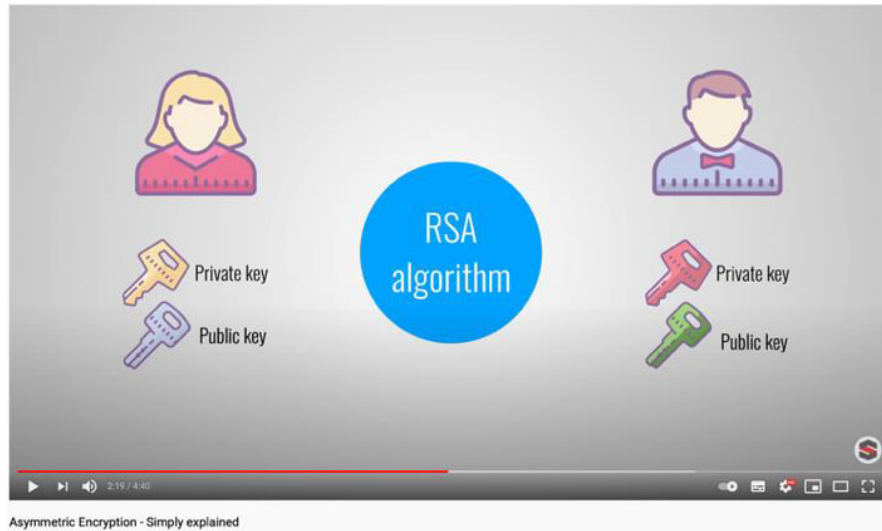 RSA
algorithm
Private key
Public key
Private key
Public key
2:19 / 4:40
Asymmetric Encryption - Simply explained